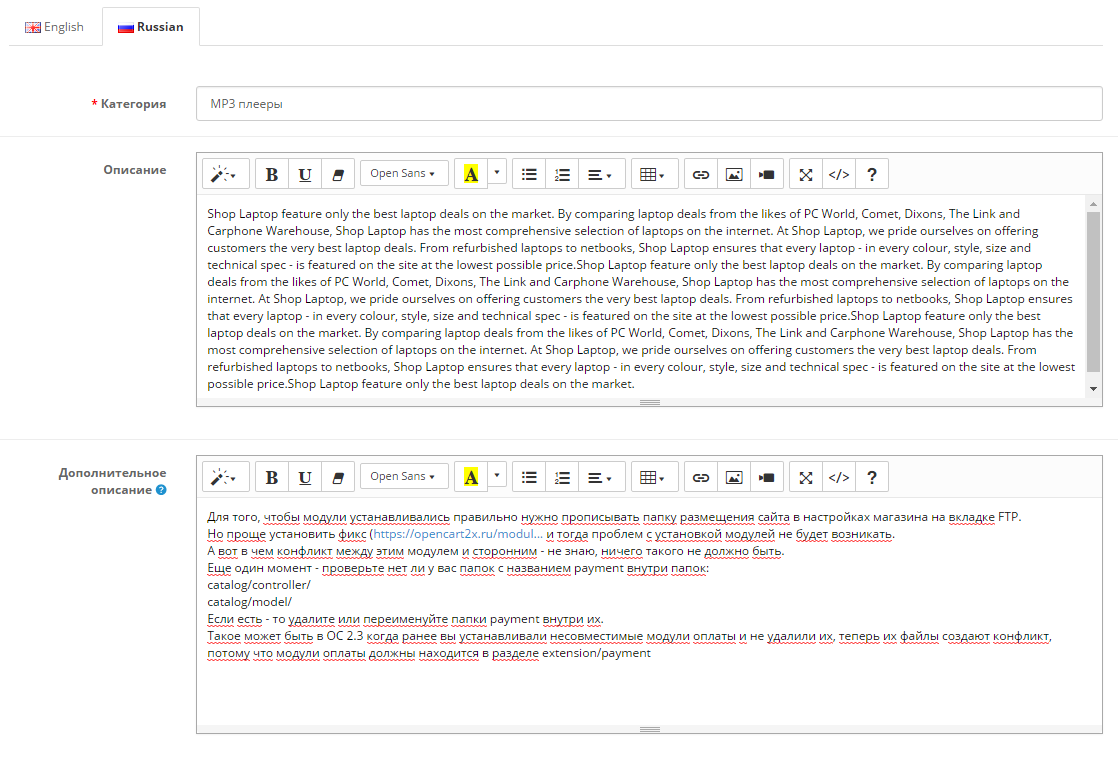 English
Russian
* Категория
MP3 плееры
Описание
B U Open Sans A </> ?
Shop Laptop feature only the best laptop deals on the market. By comparing laptop deals from the likes of PC World, Comet, Dixons, The Link and
Carphone Warehouse, Shop Laptop has the most comprehensive selection of laptops on the internet. At Shop Laptop, we pride ourselves on offering
customers the very best laptop deals. From refurbished laptops to netbooks, Shop Laptop ensures that every laptop - in every colour, style, size and
technical spec - is featured on the site at the lowest possible price.Shop Laptop feature only the best laptop deals on the market. By comparing laptop
deals from the likes of PC World, Comet, Dixons, The Link and Carphone Warehouse, Shop Laptop has the most comprehensive selection of laptops on the
internet. At Shop Laptop, we pride ourselves on offering customers the very best laptop deals. From refurbished laptops to netbooks, Shop Laptop ensures
that every laptop - in every colour, style, size and technical spec - is featured on the site at the lowest possible price.Shop Laptop feature only the best
laptop deals on the market. By comparing laptop deals from the likes of PC World, Comet, Dixons, The Link and Carphone Warehouse, Shop Laptop has the
most comprehensive selection of laptops on the internet. At Shop Laptop, we pride ourselves on offering customers the very best laptop deals. From
refurbished laptops to netbooks, Shop Laptop ensures that every laptop - in every colour, style, size and technical spec - is featured on the site at the lowest
possible price.Shop Laptop feature only the best laptop deals on the market.
Дополнительное
описание ?
B U Open Sans A </> ?
Для того, чтобы модули устанавливались правильно нужно прописывать папку размещения сайта в настройках магазина на вкладке FTP.
Но проще установить фикс (https://opencart2x.ru/modul... и тогда проблем с установкой модулей не будет возникать.
А вот в чем конфликт между этим модулем и сторонним - не знаю, ничего такого не должно быть.
Еще один момент - проверьте нет ли у вас папок с названием payment внутри папок:
catalog/controller/
catalog/model/
Если есть - то удалите или переименуйте папки payment внутри их.
Такое может быть в ОС 2.3 когда ранее вы устанавливали несовместимые модули оплаты и не удалили их, теперь их файлы создают конфликт,
потому что модули оплаты должны находится в разделе extension/payment